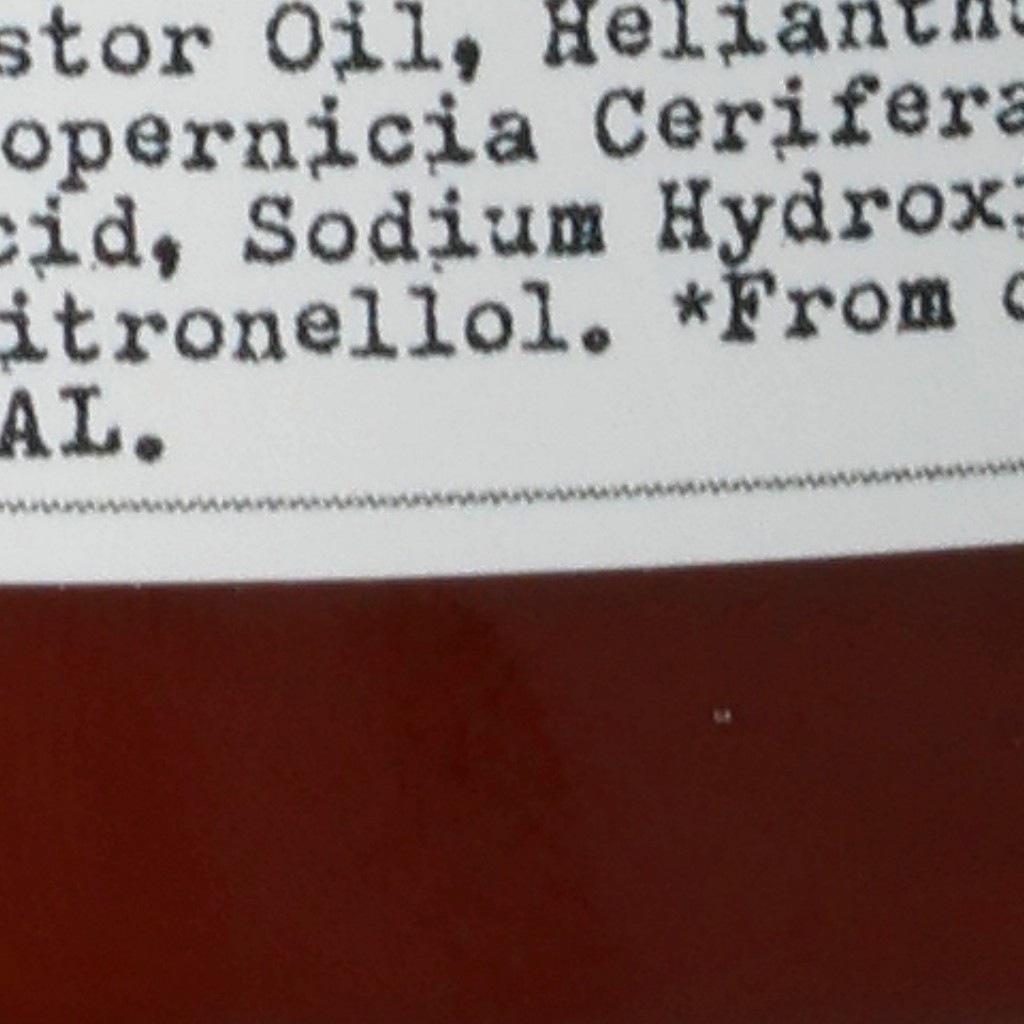 stor Oil, Helianth
opernicia Cerifera
cid, Sodium Hydrox
itronellol. *From
AL.